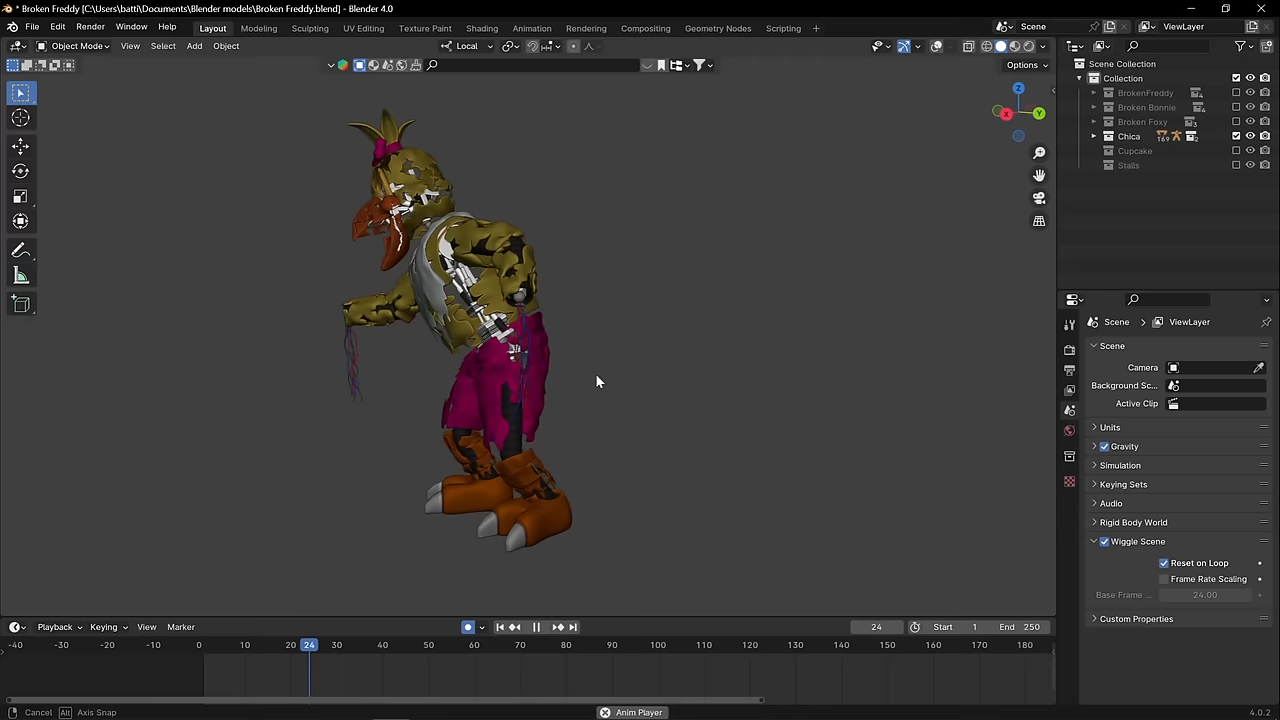 * Broken Freddy [C:\Users\batti\Documents\Blender models\Broken Freddy.blend] - Blender 4.0
File Edit Render Window Help Layout Modeling Sculpting UV Editing Texture Paint Shading Animation Rendering Compositing Geometry Nodes Scripting + Scene ViewLayer
Object Mode View Select Add Object Local
Options
Scene Collection
Collection
BrokenFreddy 4
Broken Bonnie 4
Broken Foxy 3
Chica 169 2
Cupcake
Stalls
Z
X Y
Scene ViewLayer
Scene
Camera
Background Sc...
Active Clip
Units
Gravity
Simulation
Keying Sets
Audio
Rigid Body World
Wiggle Scene
Reset on Loop
Frame Rate Scaling
Base Frame ... 24.00
Custom Properties
Playback Keying View Marker 24 Start 1 End 250
-40 -30 -20 -10 0 10 20 24 30 40 50 60 70 80 90 100 110 120 130 140 150 160 170 180
Cancel Alt Axis Snap Anim Player 4.0.2